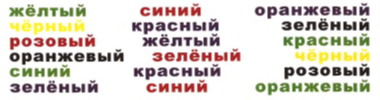 жёлтый синий оранжевый
чёрный красный зелёный
розовый жёлтый красный
оранжевый зелёный чёрный
синий красный розовый
зелёный синий оранжевый